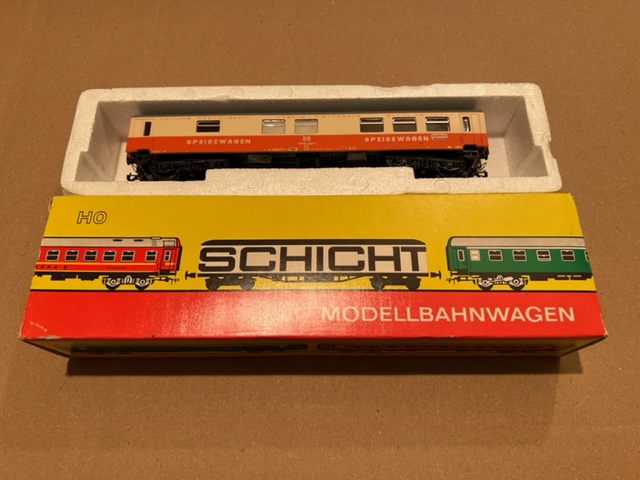 SPEISEWAGEN
DR
SPEISEWAGEN
HO
SCHICHT
MODELLBAHNWAGEN